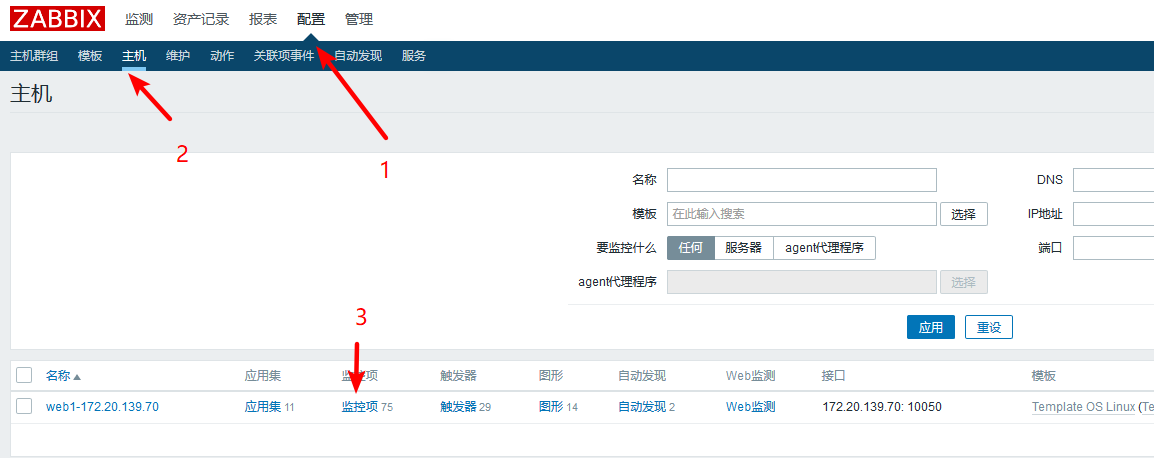 ZABBIX 监测 资产记录 报表 配置 管理
主机群组 模板 主机 维护 动作 关联项事件 自动发现 服务
主机
2
1
名称 DNS
模板 在此输入搜索 选择 IP地址
要监控什么 任何 服务器 agent代理程序 端口
agent代理程序 选择
3
应用 重设
名称 应用集 监控项 触发器 图形 自动发现 Web监测 接口 模板
web1-172.20.139.70 应用集 11 监控项 75 触发器 29 图形 14 自动发现 2 Web监测 172.20.139.70: 10050 Template OS Linux (Te